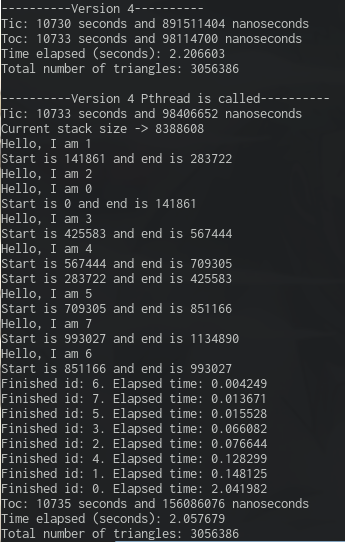 ----------Version 4----------
Tic: 10730 seconds and 891511404 nanoseconds
Toc: 10733 seconds and 98114700 nanoseconds
Time elapsed (seconds): 2.206603
Total number of triangles: 3056386
----------Version 4 Pthread is called----------
Tic: 10733 seconds and 98406652 nanoseconds
Current stack size -> 8388608
Hello, I am 1
Start is 141861 and end is 283722
Hello, I am 2
Hello, I am 0
Start is 0 and end is 141861
Hello, I am 3
Start is 425583 and end is 567444
Hello, I am 4
Start is 567444 and end is 709305
Start is 283722 and end is 425583
Hello, I am 5
Start is 709305 and end is 851166
Hello, I am 7
Start is 993027 and end is 1134890
Hello, I am 6
Start is 851166 and end is 993027
Finished id: 6. Elapsed time: 0.004249
Finished id: 7. Elapsed time: 0.013671
Finished id: 5. Elapsed time: 0.015528
Finished id: 3. Elapsed time: 0.066082
Finished id: 2. Elapsed time: 0.076644
Finished id: 4. Elapsed time: 0.128299
Finished id: 1. Elapsed time: 0.148125
Finished id: 0. Elapsed time: 2.041982
Toc: 10735 seconds and 156086076 nanoseconds
Time elapsed (seconds): 2.057679
Total number of triangles: 3056386